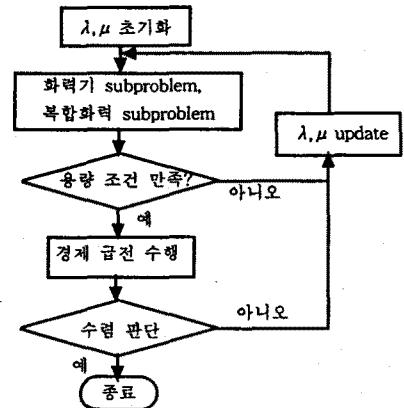 λ,μ 초기화
화력기 subproblem,
복합화력 subproblem
λ,μ update
용량 조건 만족?
아니오
예
경제 급전 수행
수렴 판단
아니오
예
종료